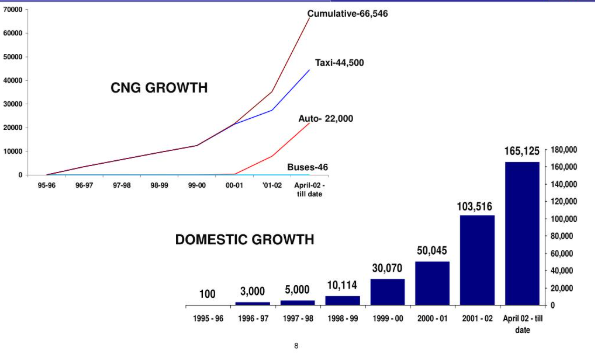 70000
60000
50000
40000
30000
20000
10000
0
CNG GROWTH
Cumulative-66,546
Taxi-44,500
Auto- 22,000
Buses-46
95-96 96-97 97-98 98-99 99-00 00-01 '01-02 April-02 -
till date
DOMESTIC GROWTH
180,000
160,000
140,000
120,000
100,000
80,000
60,000
40,000
20,000
0
100 3,000 5,000 10,114 30,070 50,045 103,516 165,125
1995 - 96 1996 - 97 1997 - 98 1998 - 99 1999 - 00 2000 - 01 2001 - 02 April 02 - till
date
8